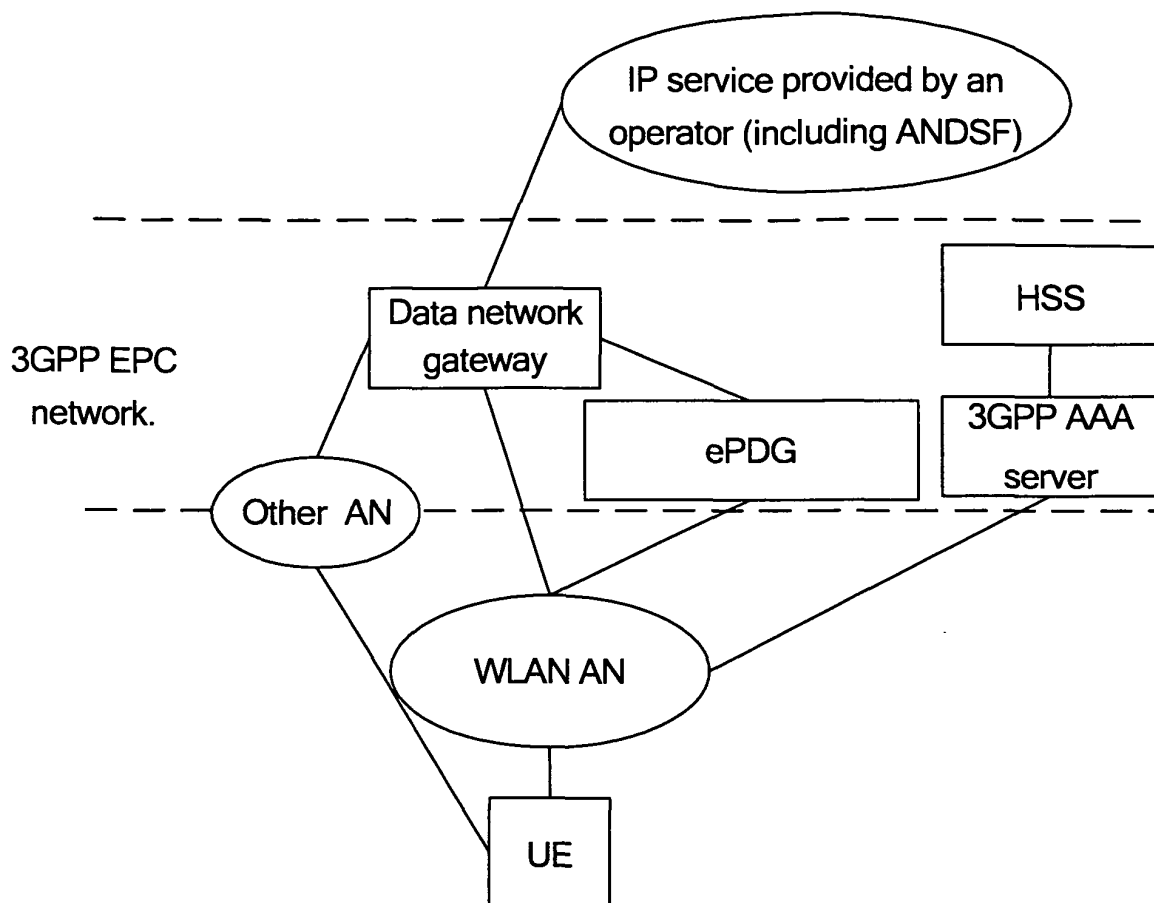 IP service provided by an
operator (including ANDSF)
HSS
Data network
gateway
3GPP EPC
network.
3GPP AAA
server
ePDG
Other AN
WLAN AN
UE